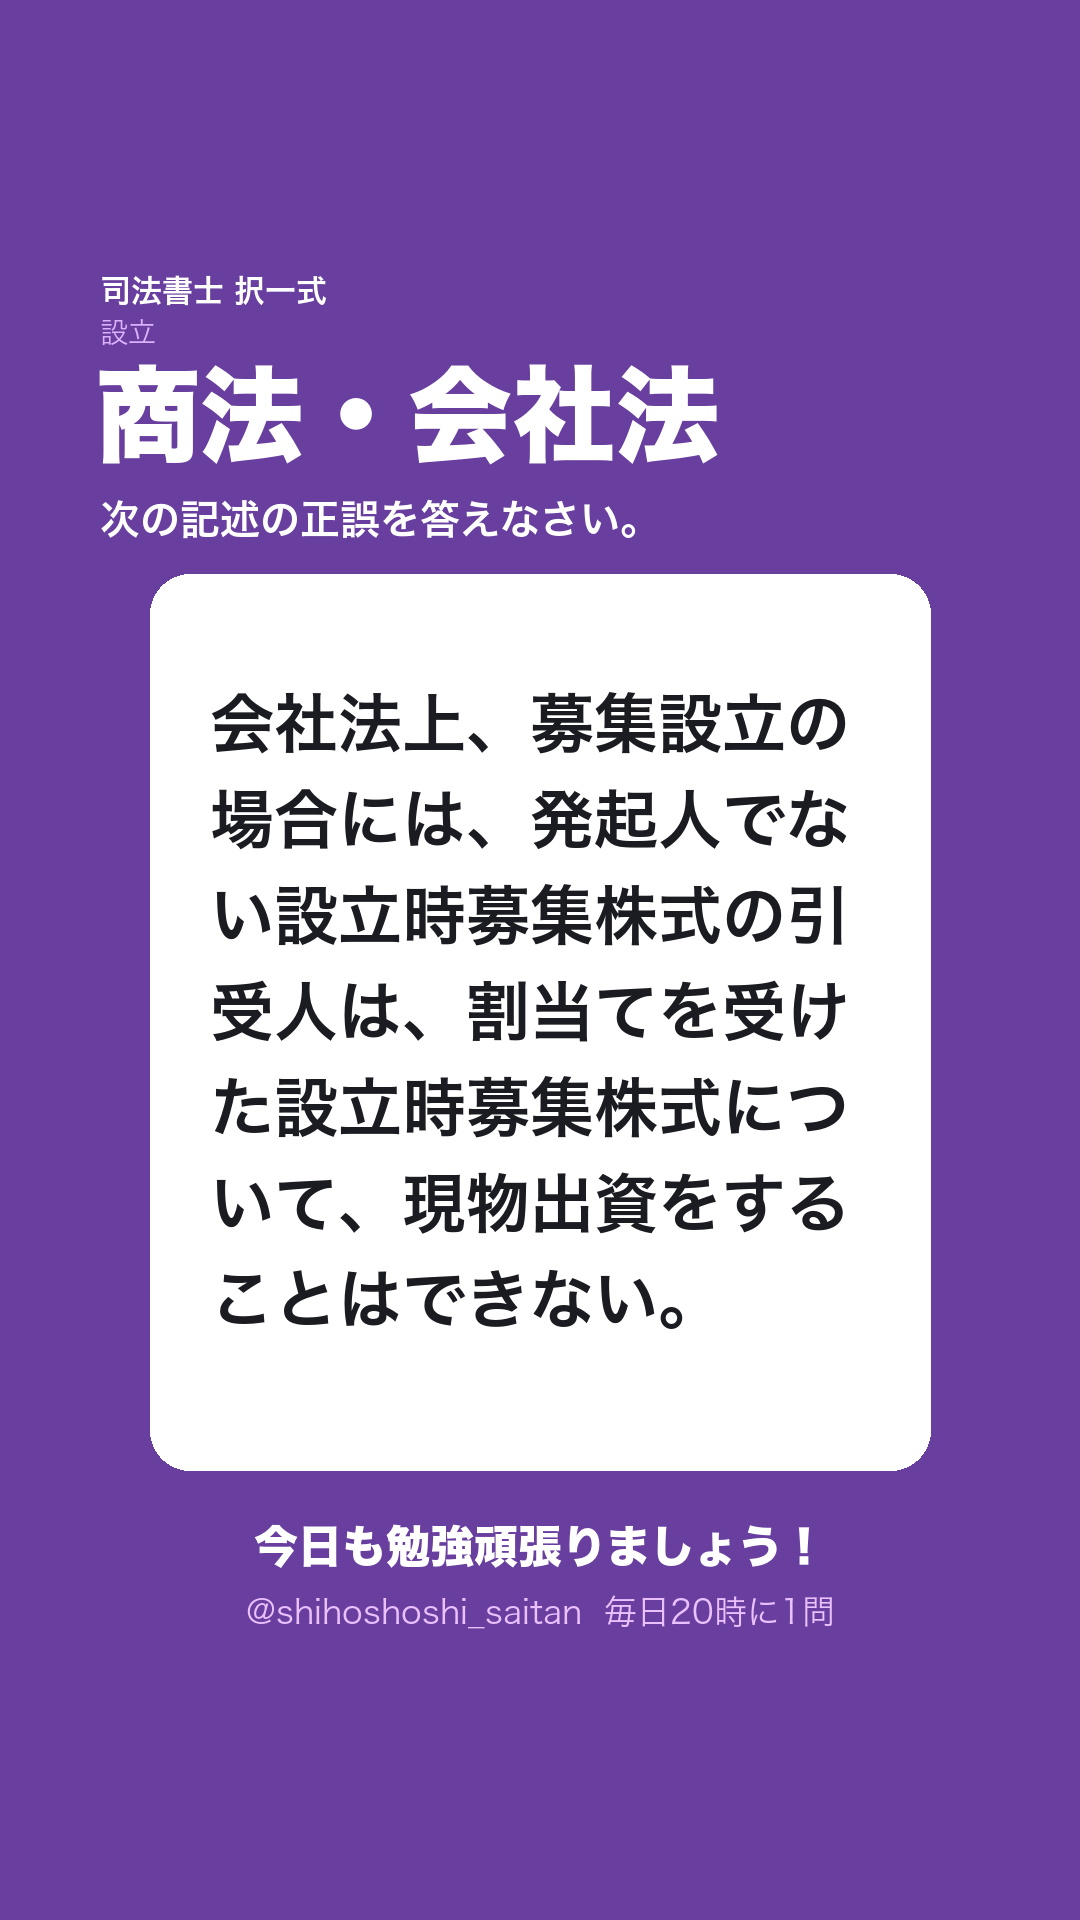 司法書士 択一式
設立
商法・会社法
次の記述の正誤を答えなさい。
会社法上、募集設立の
場合には、発起人でな
い設立時募集株式の引
受人は、割当てを受け
た設立時募集株式につ
いて、現物出資をする
ことはできない。
今日も勉強頑張りましょう！
@shihoshoshi_saitan 毎日20時に1問